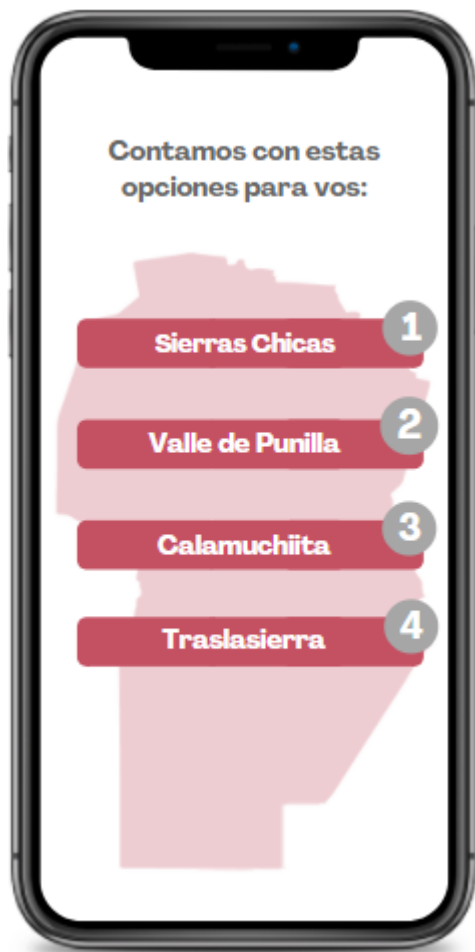 Contamos con estas
opciones para vos:
Sierras Chicas 1
Valle de Punilla 2
Calamuchiita 3
Traslasierra 4